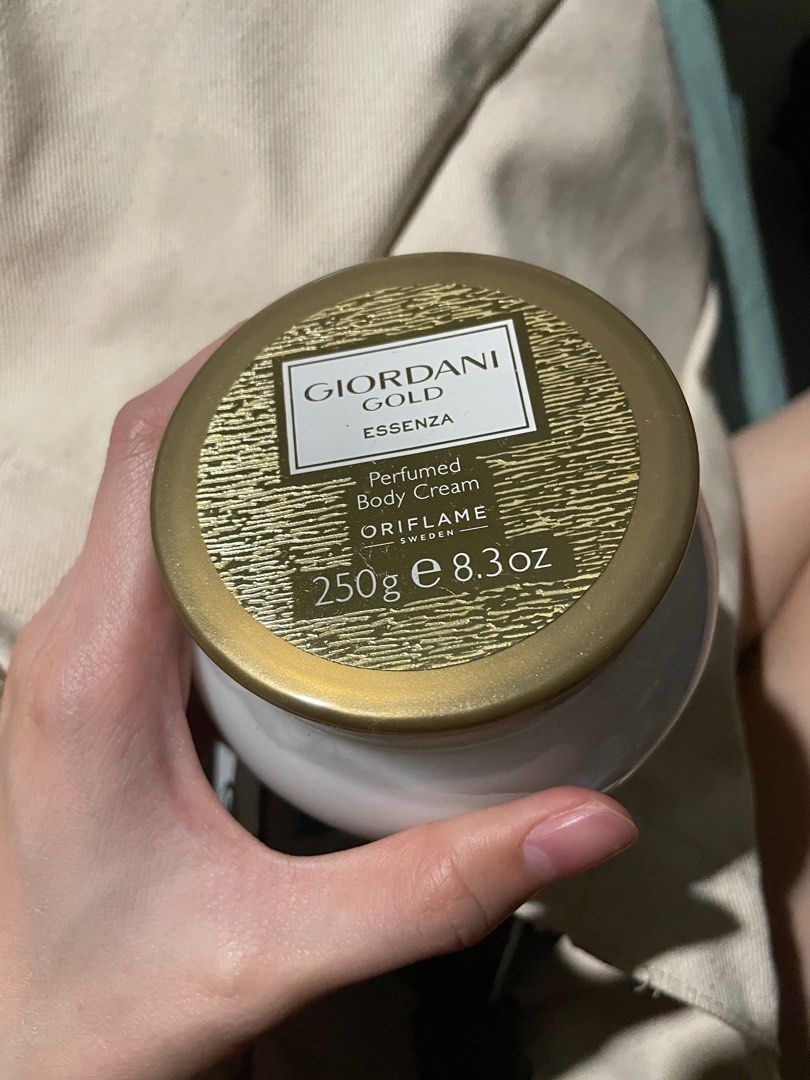 GIORDANI
GOLD
ESSENZA
Perfumed
Body Cream
ORIFLAME
SWEDEN
250g e 8.3oz